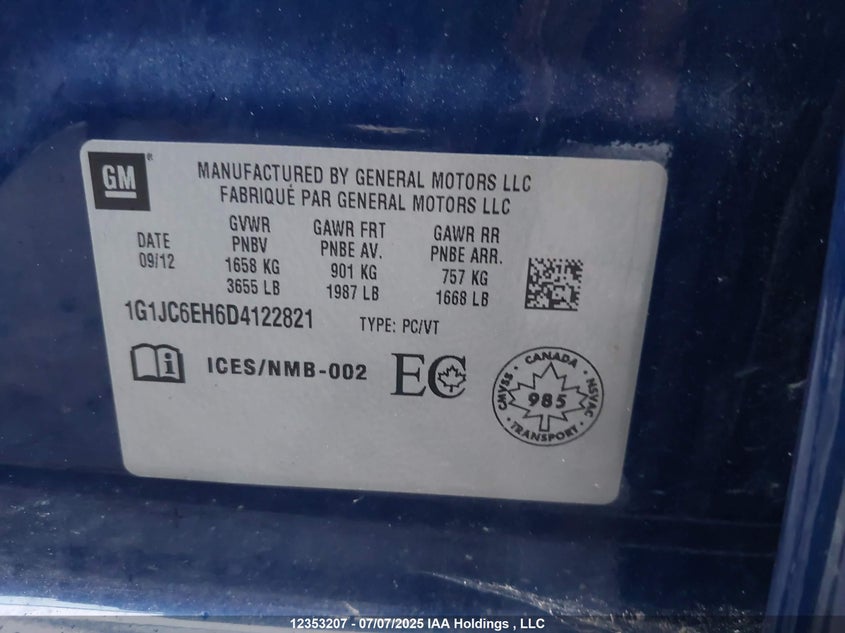 GM ®
MANUFACTURED BY GENERAL MOTORS LLC
FABRIQUÉ PAR GENERAL MOTORS LLC
DATE
09/12
GVWR
PNBV
1658 KG
3655 LB
GAWR FRT
PNBE AV.
901 KG
1987 LB
GAWR RR
PNBE ARR.
757 KG
1668 LB
1G1JC6EH6D4122821
TYPE: PC/VT
i
ICES/NMB-002
EC
CANADA
CMVSS
985
NSVAC
TRANSPORT
12353207 - 07/07/2025 IAA Holdings , LLC